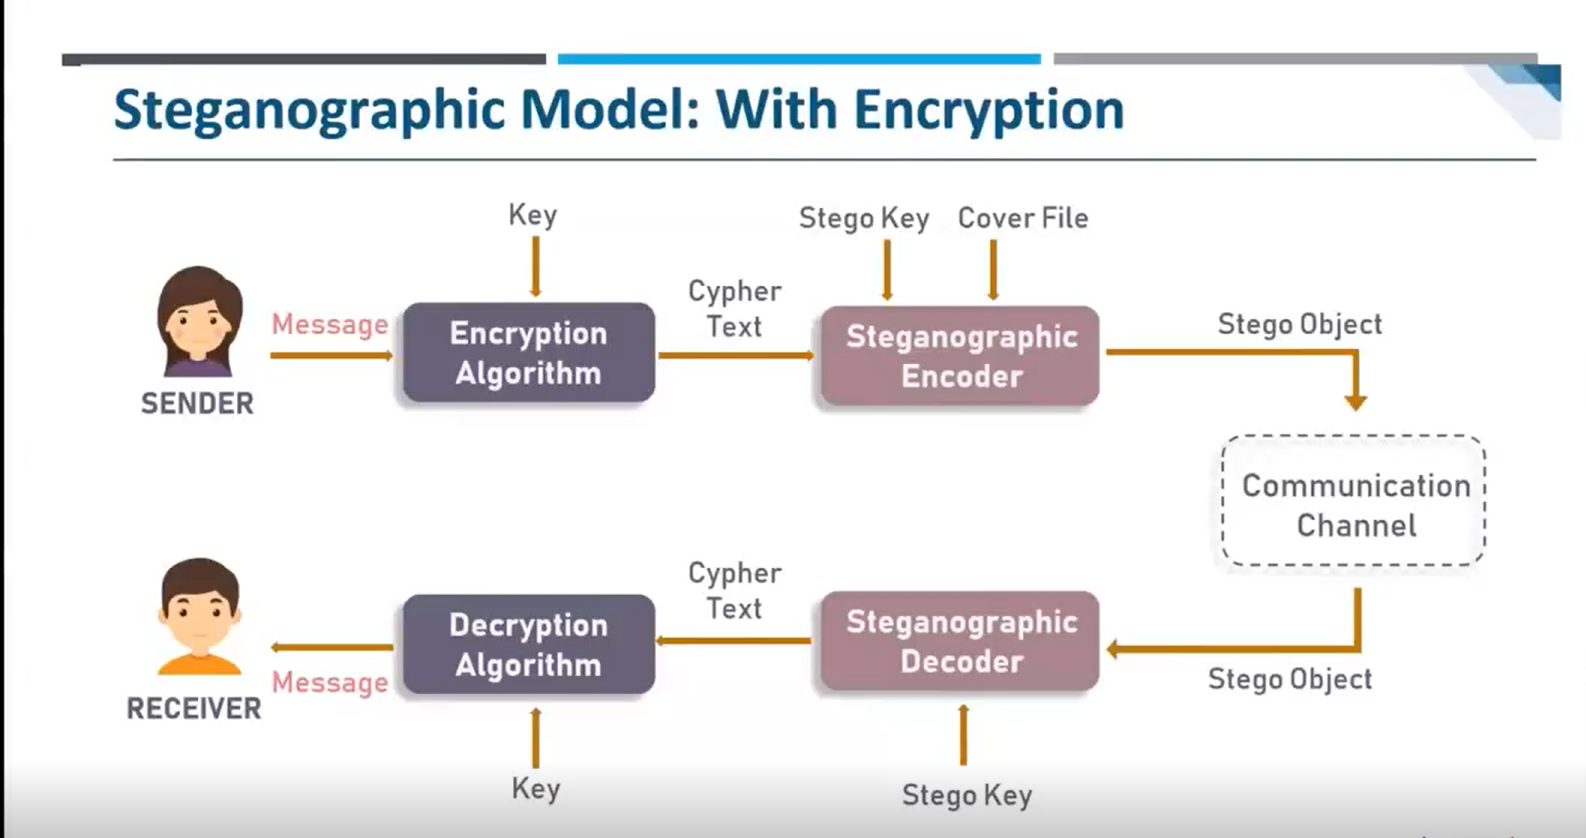 Steganographic Model: With Encryption
Key
Stego Key
Cover File
Message
Encryption
Algorithm
Cypher
Text
Steganographic
Encoder
Stego Object
SENDER
Communication
Channel
RECEIVER
Message
Decryption
Algorithm
Cypher
Text
Steganographic
Decoder
Stego Object
Key
Stego Key